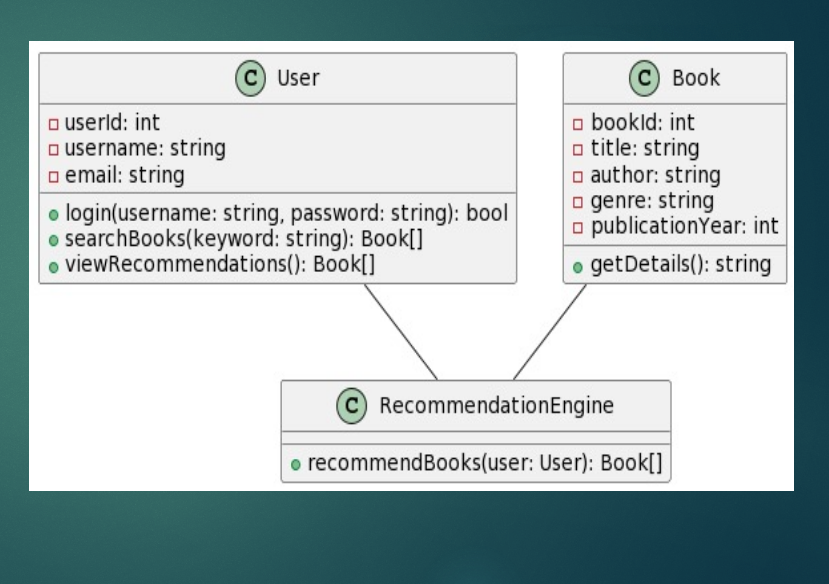 C User
userId: int
username: string
email: string
login(username: string, password: string): bool
searchBooks(keyword: string): Book[]
viewRecommendations(): Book[]
C Book
bookId: int
title: string
author: string
genre: string
publicationYear: int
getDetails(): string
C RecommendationEngine
recommendBooks(user: User): Book[]